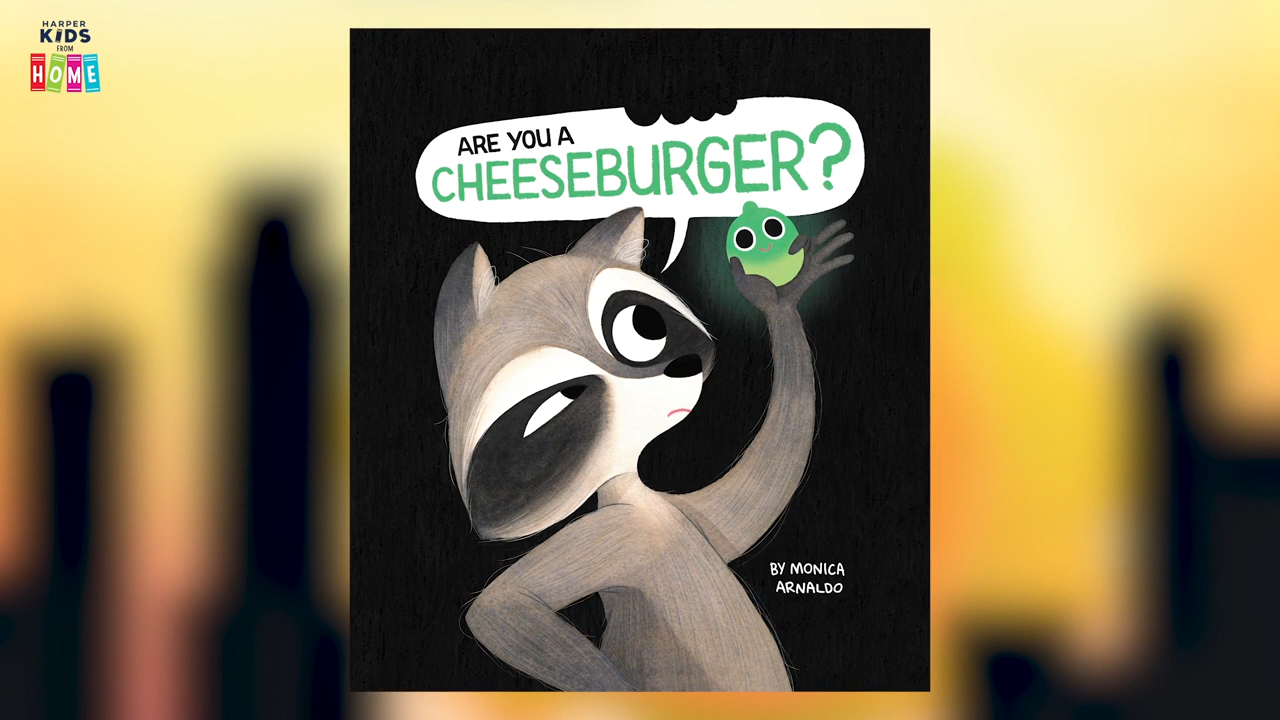 HARPER
KIDS
FROM
HOME
ARE YOU A
CHEESEBURGER?
BY MONICA
ARNALDO